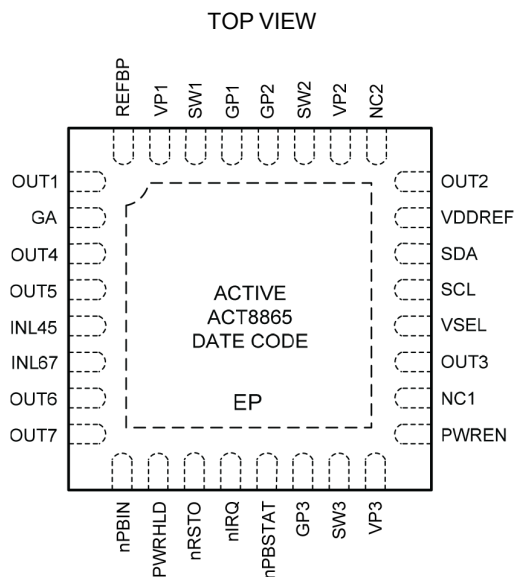 TOP VIEW
REFBP
VP1
SW1
GP1
GP2
SW2
VP2
NC2
OUT1
GA
OUT4
OUT5
INL45
INL67
OUT6
OUT7
OUT2
VDDREF
SDA
SCL
VSEL
OUT3
NC1
PWREN
ACTIVE
ACT8865
DATE CODE
EP
nPBIN
PWRHLD
nRSTO
nIRQ
nPBSTAT
GP3
SW3
VP3